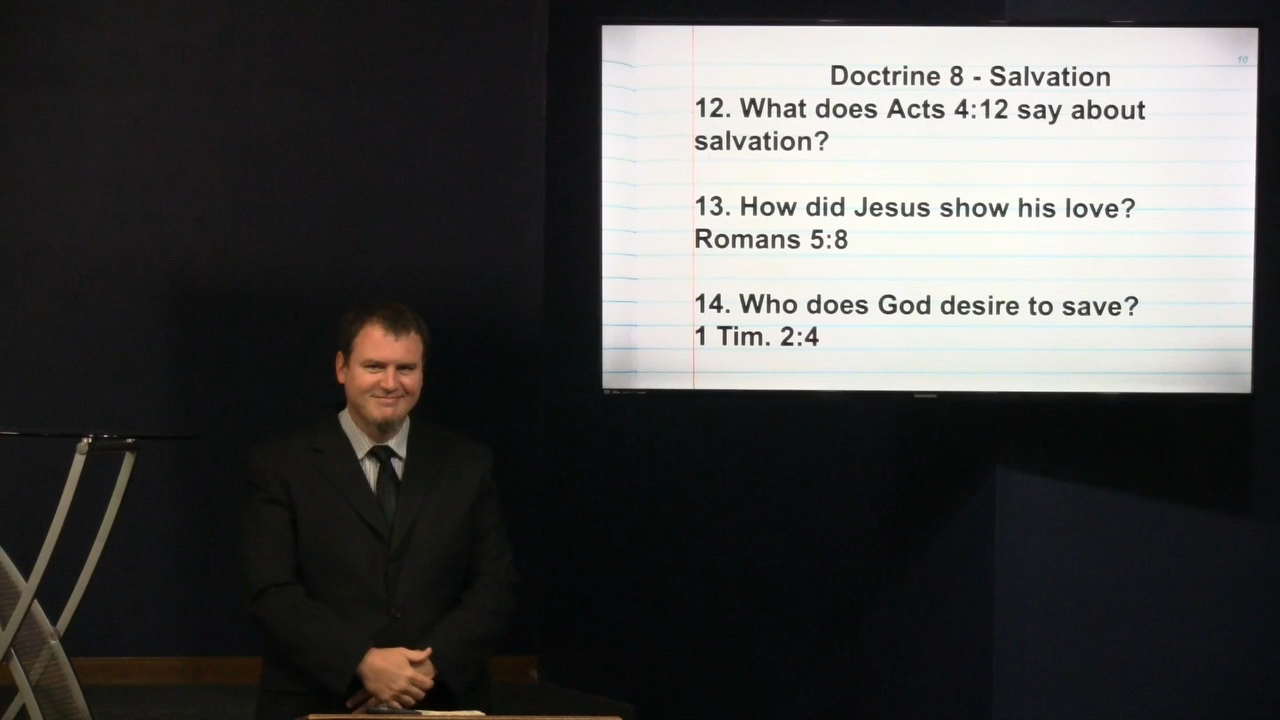 Doctrine 8 - Salvation
12. What does Acts 4:12 say about
salvation?
13. How did Jesus show his love?
Romans 5:8
14. Who does God desire to save?
1 Tim. 2:4